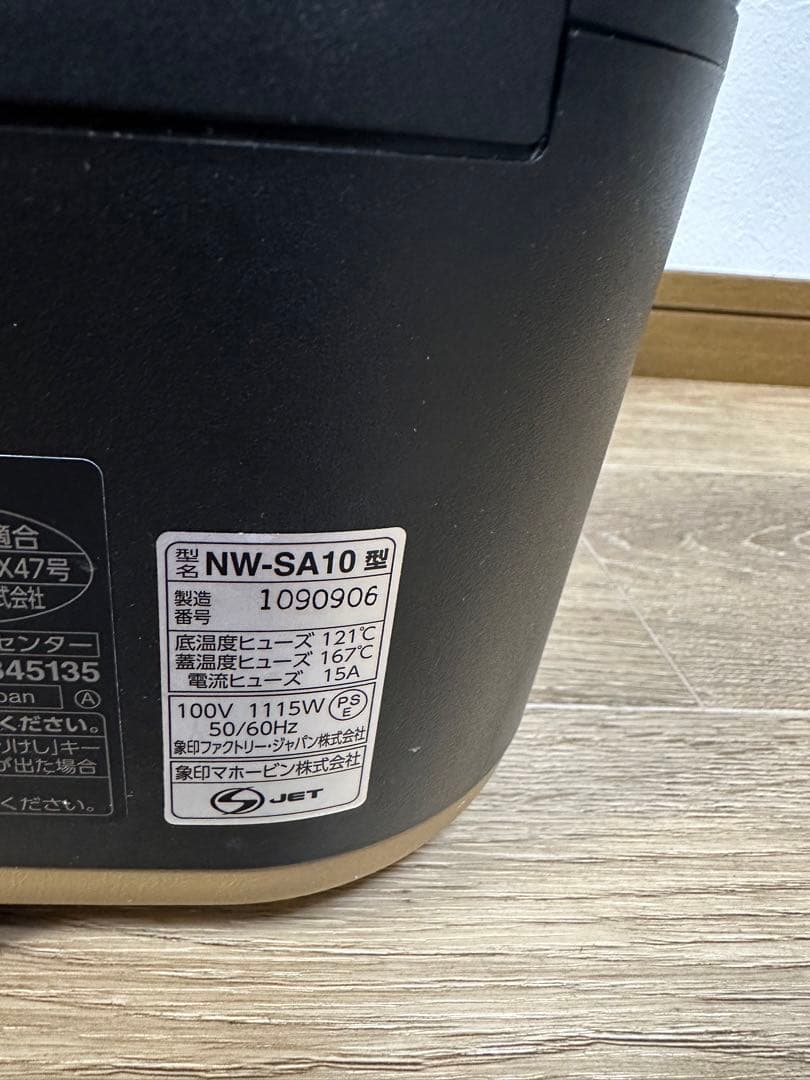 適合
X47号
式会社
センター
345135
pan Ⓐ
ください。
りけし」キー
が出た場合
ください。
型名 NW-SA10 型
製造番号 1090906
底温度ヒューズ 121℃
蓋温度ヒューズ 167℃
電流ヒューズ 15A
100V 1115W PSE
50/60Hz
象印ファクトリー・ジャパン株式会社
象印マホービン株式会社
JET